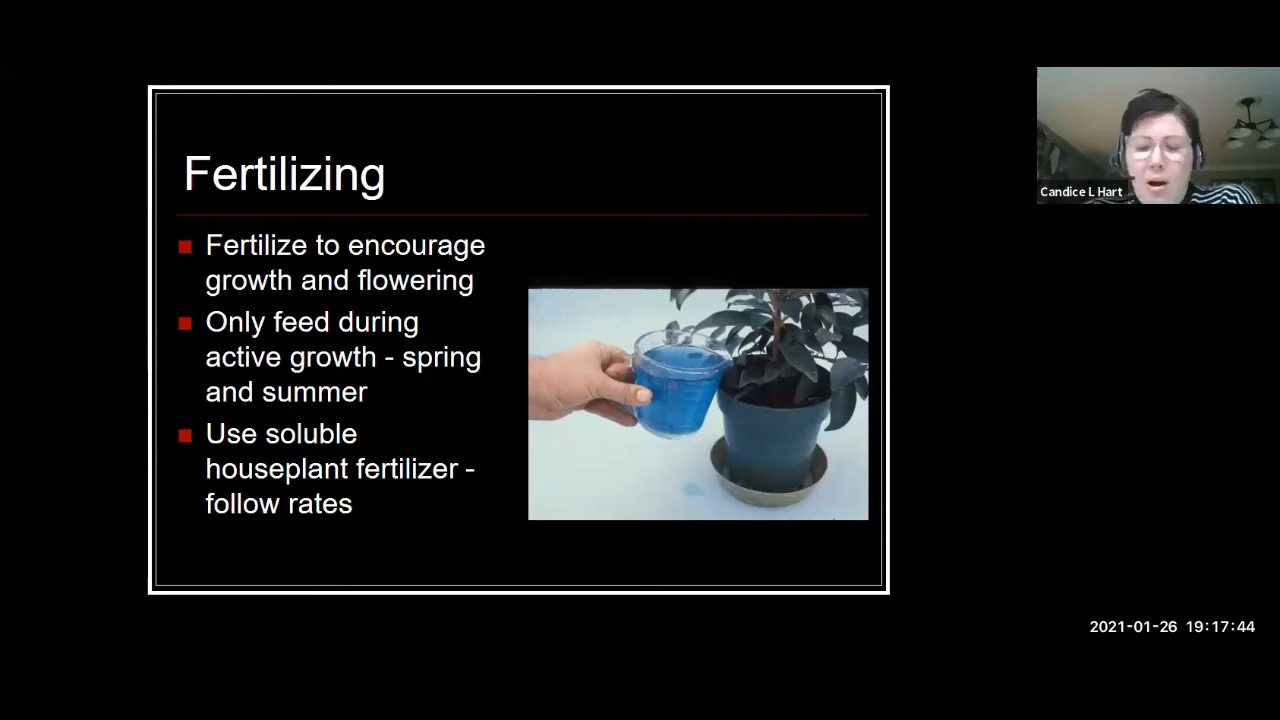 Fertilizing
Fertilize to encourage
growth and flowering
Only feed during
active growth - spring
and summer
Use soluble
houseplant fertilizer -
follow rates
Candice L Hart
2021-01-26 19:17:44